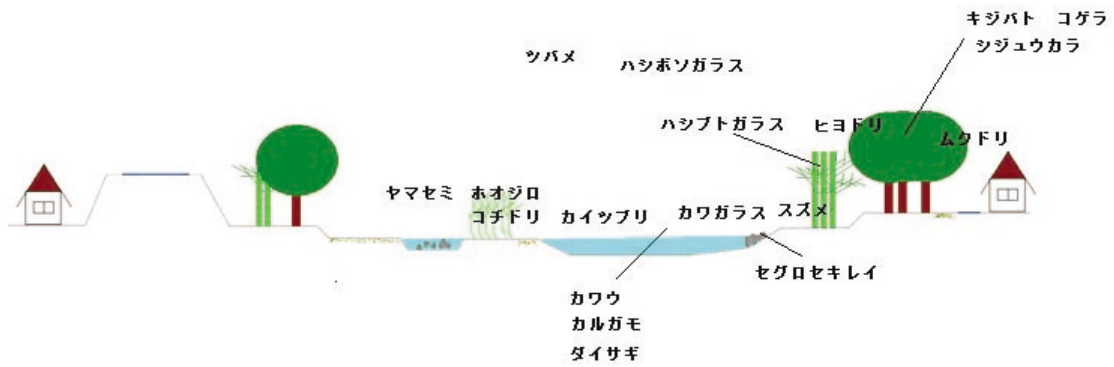 キジバト コゲラ
シジュウカラ
ツバメ
ハシボソガラス
ハシブトガラス
ヒヨドリ
ムクドリ
ヤマセミ ホオジロ
コチドリ カイツブリ カワガラス スズメ
セグロセキレイ
カワウ
カルガモ
ダイサギ